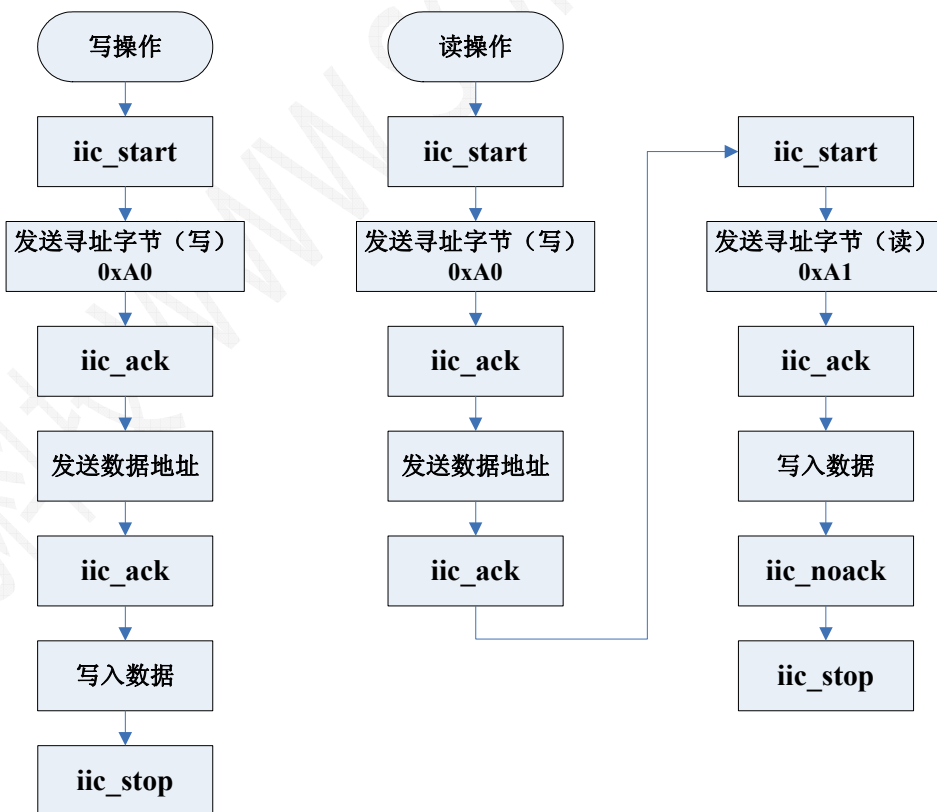 写操作
iic_start
发送寻址字节（写）
0xA0
iic_ack
发送数据地址
iic_ack
写入数据
iic_stop
读操作
iic_start
发送寻址字节（写）
0xA0
iic_ack
发送数据地址
iic_ack
iic_start
发送寻址字节（读）
0xA1
iic_ack
写入数据
iic_noack
iic_stop